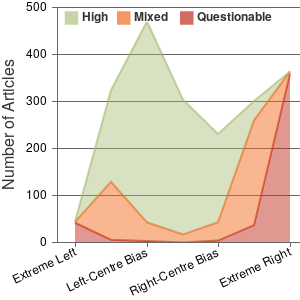 500
High
Mixed
Questionable
400
300
200
100
0
Number of Articles
Extreme Left
Left-Centre Bias
Right-Centre Bias
Extreme Right